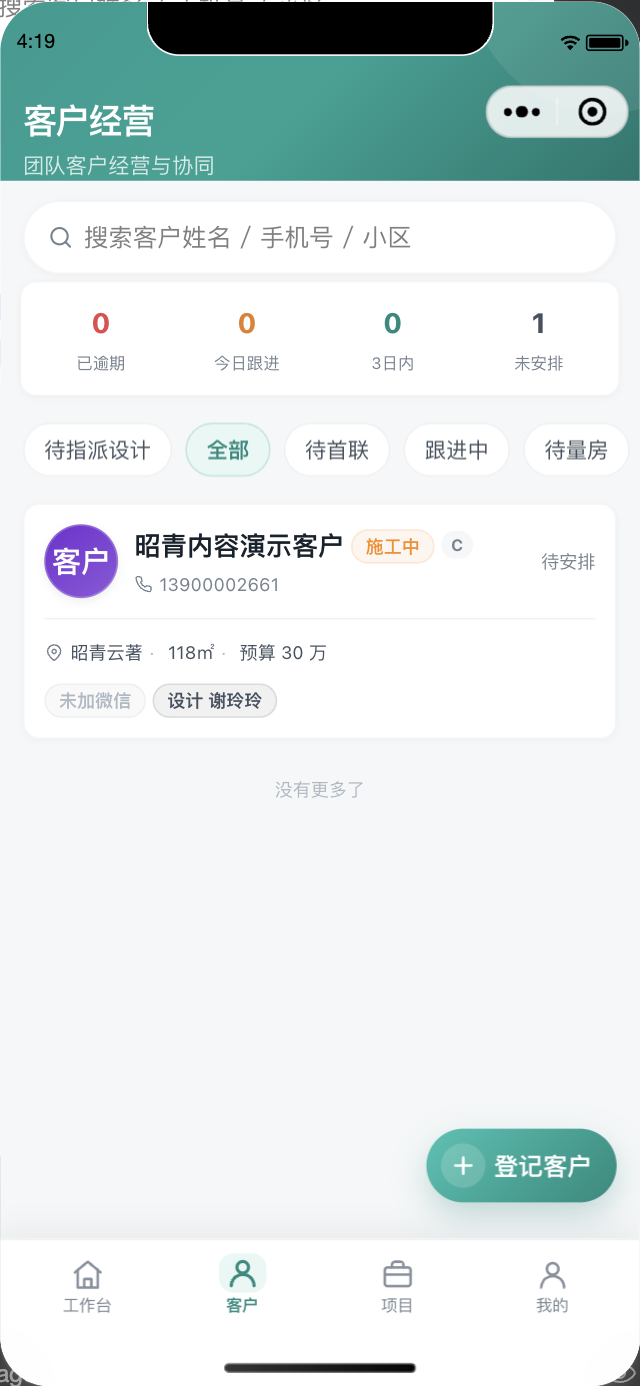 4:19
客户经营
团队客户经营与协同
搜索客户姓名 / 手机号 / 小区
0 0 0 1
已逾期 今日跟进 3日内 未安排
待指派设计 全部 待首联 跟进中 待量房
客户 昭青内容演示客户 施工中 C 待安排
13900002661
昭青云著 · 118㎡ · 预算 30 万
未加微信 设计 谢玲玲
没有更多了
+ 登记客户
工作台 客户 项目 我的